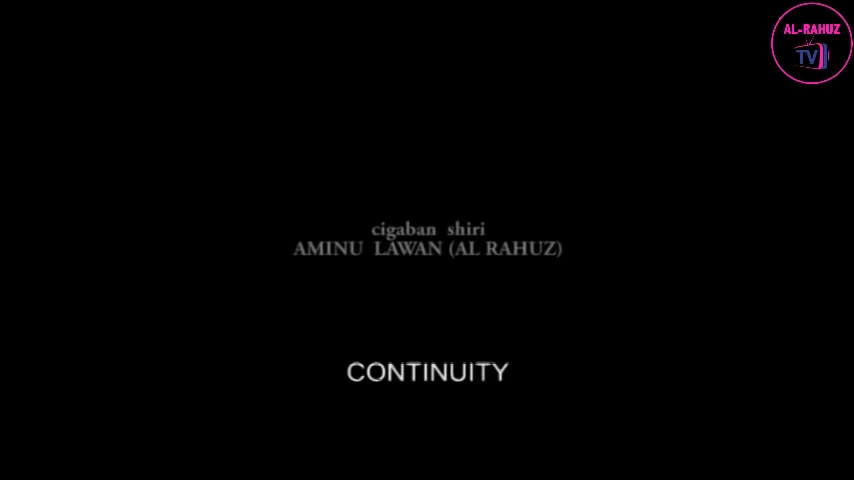 AL-RAHUZ
TV
cigaban shiri
AMINU LAWAN (AL RAHUZ)
CONTINUITY